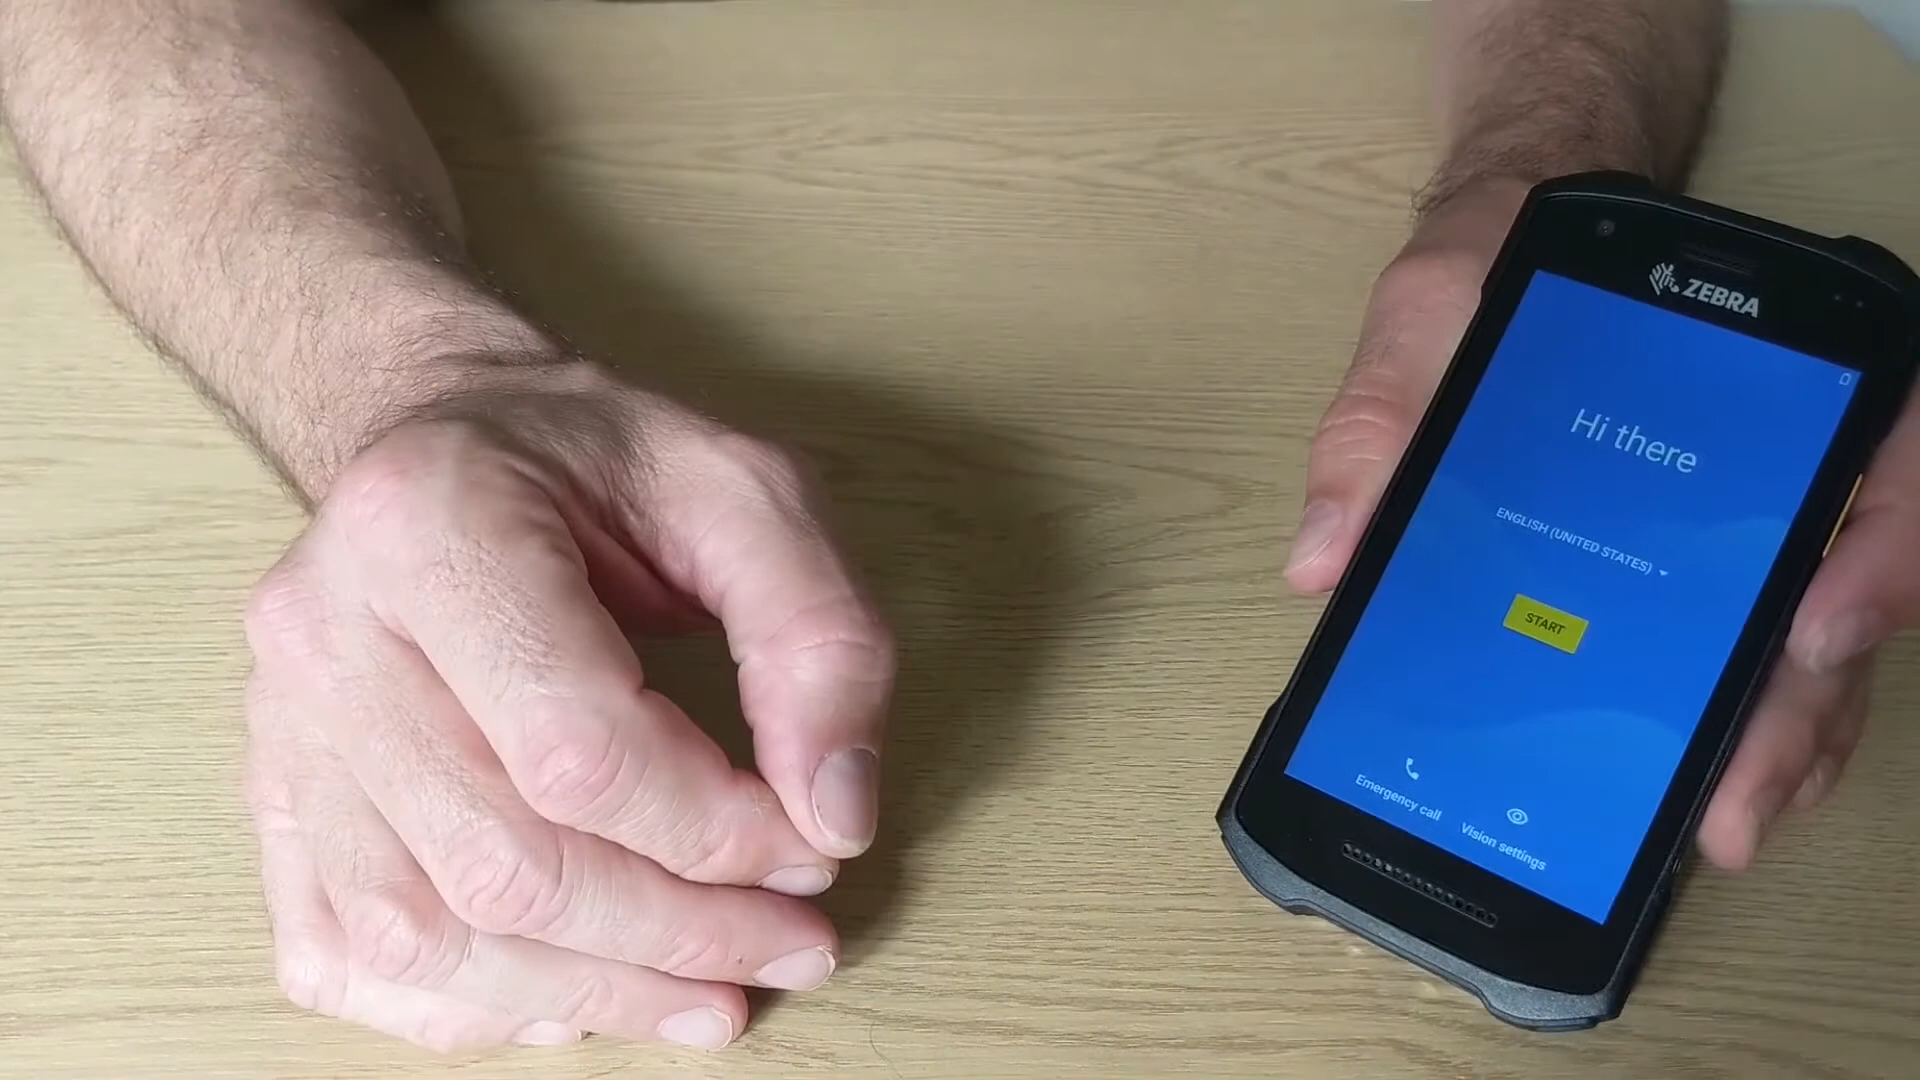 ZEBRA
Hi there
ENGLISH (UNITED STATES)
START
Emergency call
Vision settings